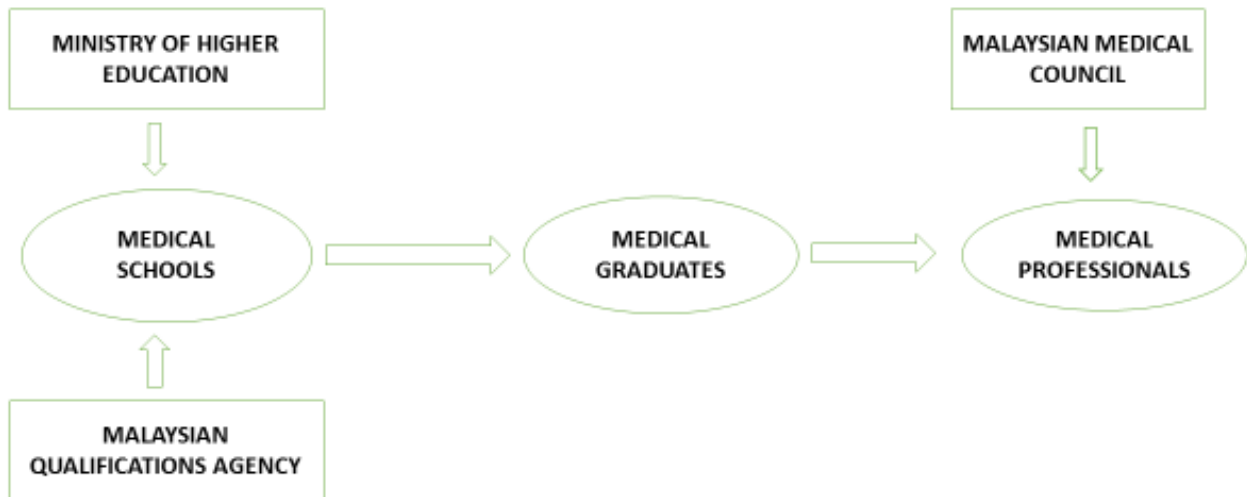 MINISTRY OF HIGHER
EDUCATION
MALAYSIAN MEDICAL
COUNCIL
MEDICAL
SCHOOLS
MEDICAL
GRADUATES
MEDICAL
PROFESSIONALS
MALAYSIAN
QUALIFICATIONS AGENCY